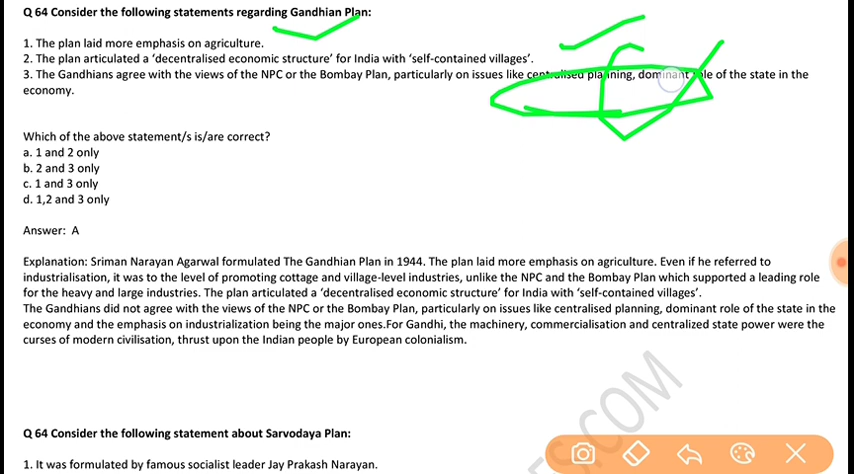 Q 64 Consider the following statements regarding Gandhian Plan:
1. The plan laid more emphasis on agriculture.
2. The plan articulated a ‘decentralised economic structure’ for India with ‘self-contained villages’.
3. The Gandhians agree with the views of the NPC or the Bombay Plan, particularly on issues like centralised planning, dominant role of the state in the
economy.
Which of the above statement/s is/are correct?
a. 1 and 2 only
b. 2 and 3 only
c. 1 and 3 only
d. 1,2 and 3 only
Answer: A
Explanation: Sriman Narayan Agarwal formulated The Gandhian Plan in 1944. The plan laid more emphasis on agriculture. Even if he referred to
industrialisation, it was to the level of promoting cottage and village-level industries, unlike the NPC and the Bombay Plan which supported a leading role
for the heavy and large industries. The plan articulated a ‘decentralised economic structure’ for India with ‘self-contained villages’.
The Gandhians did not agree with the views of the NPC or the Bombay Plan, particularly on issues like centralised planning, dominant role of the state in the
economy and the emphasis on industrialization being the major ones.For Gandhi, the machinery, commercialisation and centralized state power were the
curses of modern civilisation, thrust upon the Indian people by European colonialism.
Q 64 Consider the following statement about Sarvodaya Plan:
1. It was formulated by famous socialist leader Jay Prakash Narayan.
.COM